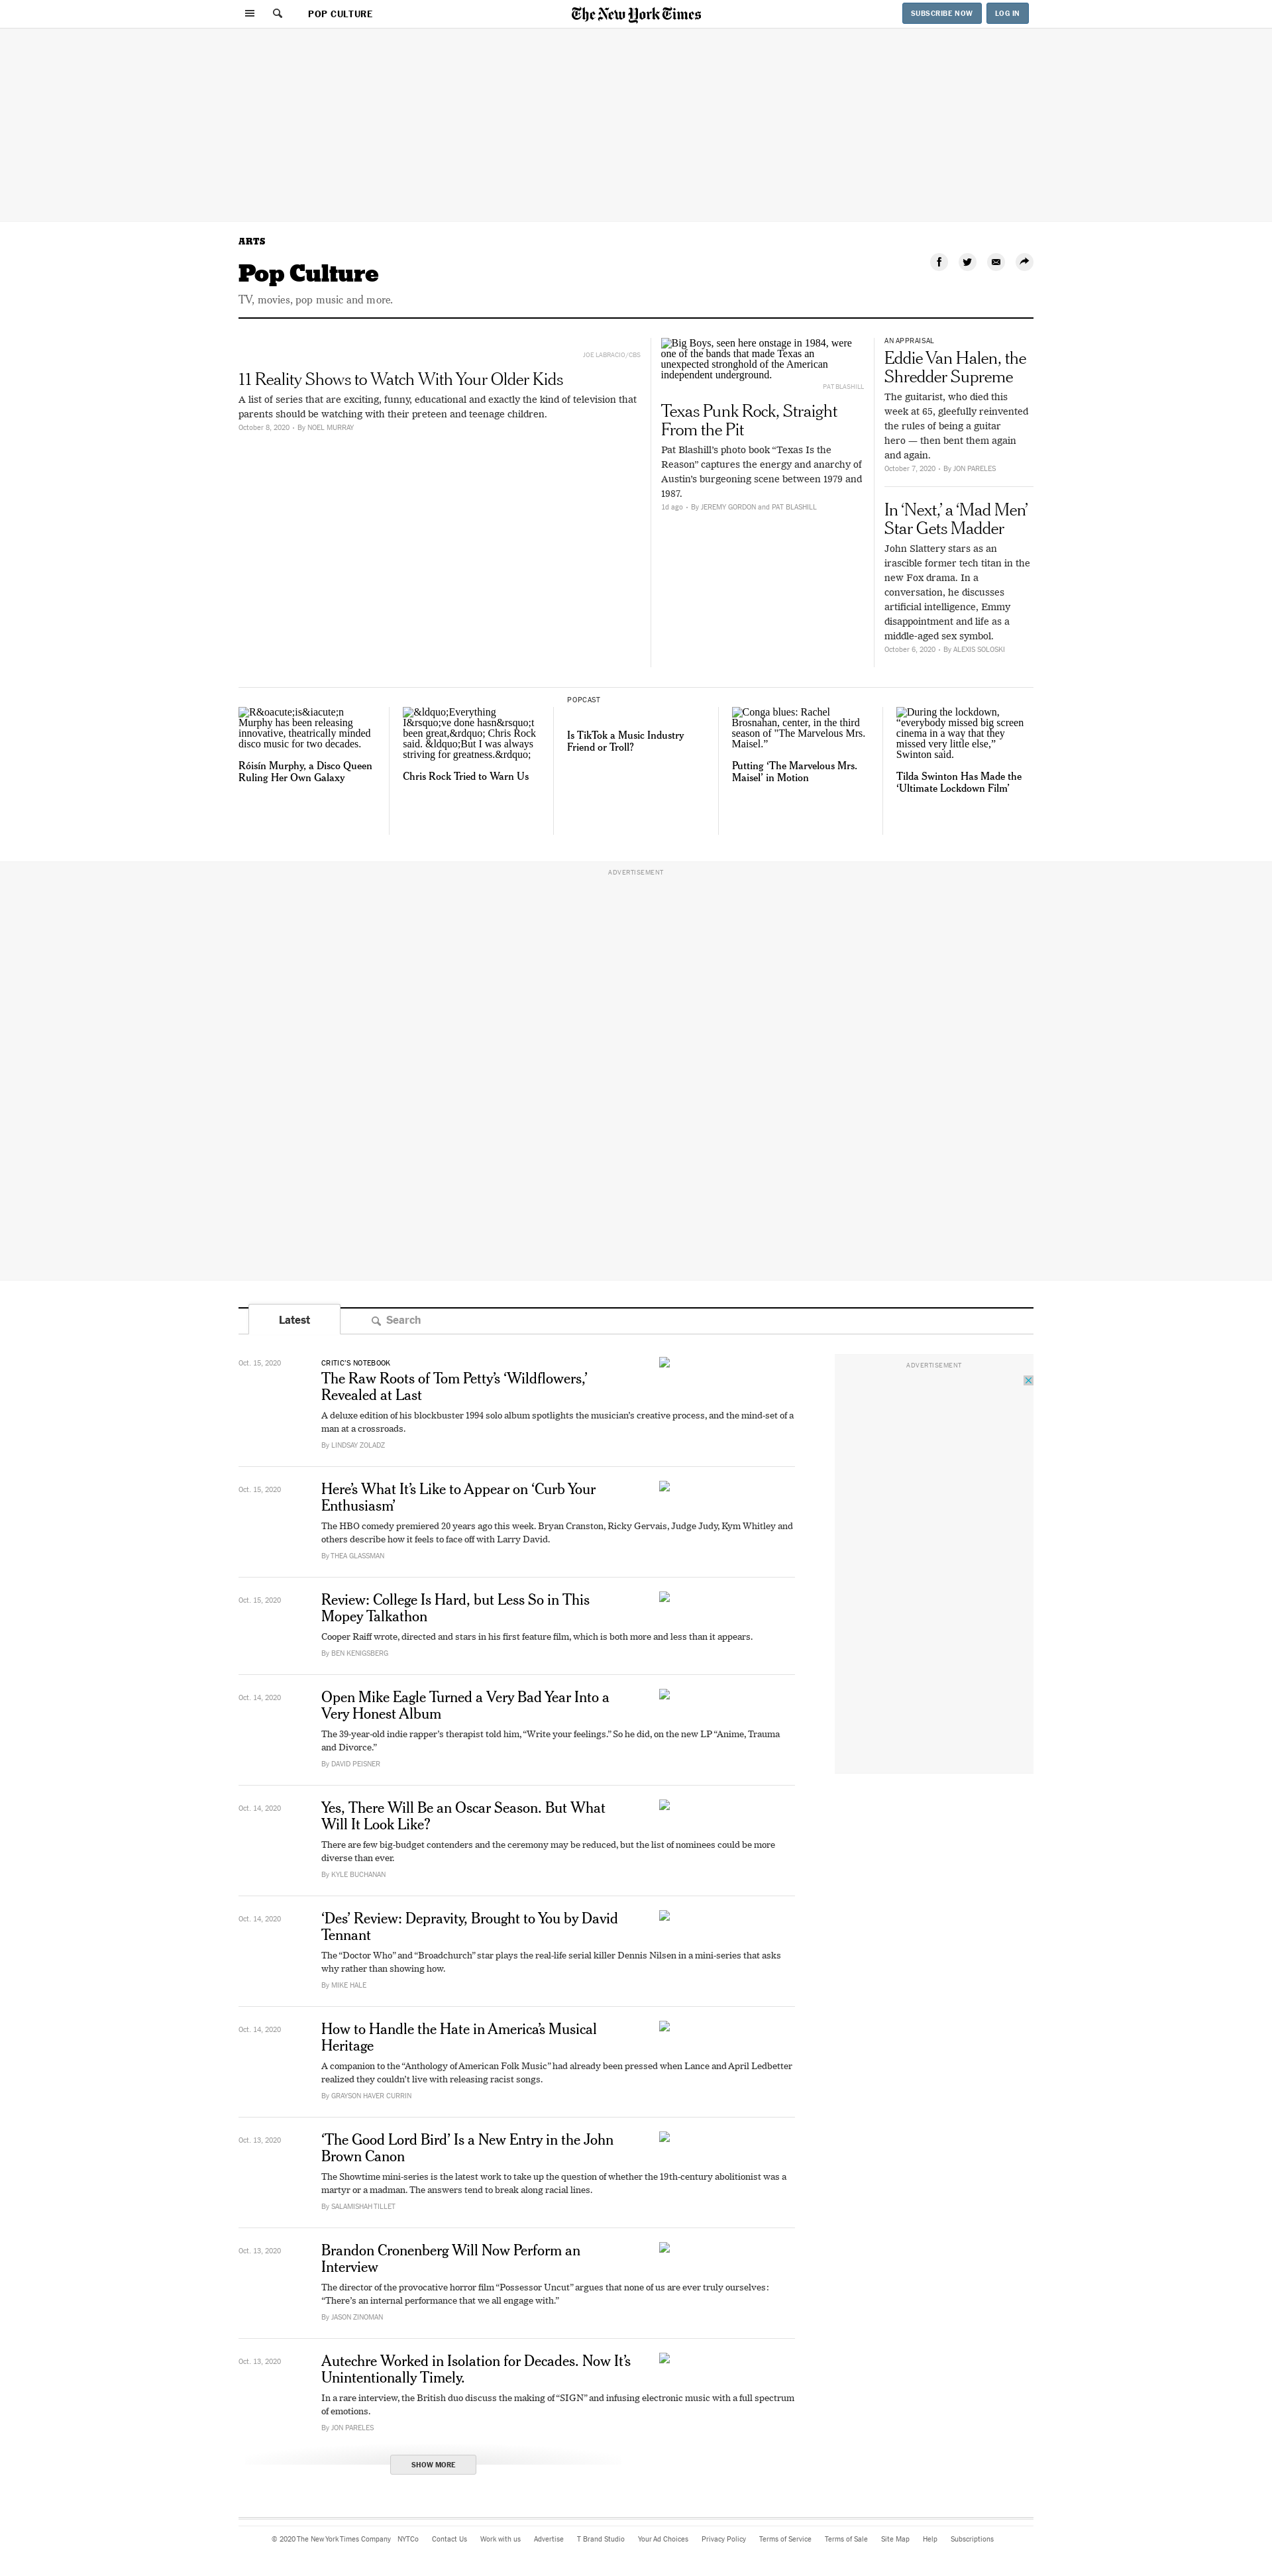 POP CULTURE
The New York Times
SUBSCRIBE NOW
LOG IN
ARTS
Pop Culture
TV, movies, pop music and more.
JOE LABRACIO/CBS
11 Reality Shows to Watch With Your Older Kids
A list of series that are exciting, funny, educational and exactly the kind of television that
parents should be watching with their preteen and teenage children.
October 8, 2020 • By NOEL MURRAY
Big Boys, seen here onstage in 1984, were
one of the bands that made Texas an
unexpected stronghold of the American
independent underground.
PAT BLASHILL
Texas Punk Rock, Straight
From the Pit
Pat Blashill’s photo book “Texas Is the
Reason” captures the energy and anarchy of
Austin’s burgeoning scene between 1979 and
1987.
1d ago • By JEREMY GORDON and PAT BLASHILL
AN APPRAISAL
Eddie Van Halen, the
Shredder Supreme
The guitarist, who died this
week at 65, gleefully reinvented
the rules of being a guitar
hero — then bent them again
and again.
October 7, 2020 • By JON PARELES
In ‘Next,’ a ‘Mad Men’
Star Gets Madder
John Slattery stars as an
irascible former tech titan in the
new Fox drama. In a
conversation, he discusses
artificial intelligence, Emmy
disappointment and life as a
middle-aged sex symbol.
October 6, 2020 • By ALEXIS SOLOSKI
R&oacute;is&iacute;n
Murphy has been releasing
innovative, theatrically minded
disco music for two decades.
Róisín Murphy, a Disco Queen
Ruling Her Own Galaxy
&ldquo;Everything
I&rsquo;ve done hasn&rsquo;t
been great,&rdquo; Chris Rock
said. &ldquo;But I was always
striving for greatness.&rdquo;
Chris Rock Tried to Warn Us
POPCAST
Is TikTok a Music Industry
Friend or Troll?
Conga blues: Rachel
Brosnahan, center, in the third
season of "The Marvelous Mrs.
Maisel.”
Putting ‘The Marvelous Mrs.
Maisel’ in Motion
During the lockdown,
“everybody missed big screen
cinema in a way that they
missed very little else,”
Swinton said.
Tilda Swinton Has Made the
‘Ultimate Lockdown Film’
ADVERTISEMENT
Latest
Search
Oct. 15, 2020
CRITIC’S NOTEBOOK
The Raw Roots of Tom Petty’s ‘Wildflowers,’
Revealed at Last
A deluxe edition of his blockbuster 1994 solo album spotlights the musician’s creative process, and the mind-set of a
man at a crossroads.
By LINDSAY ZOLADZ
ADVERTISEMENT
Oct. 15, 2020
Here’s What It’s Like to Appear on ‘Curb Your
Enthusiasm’
The HBO comedy premiered 20 years ago this week. Bryan Cranston, Ricky Gervais, Judge Judy, Kym Whitley and
others describe how it feels to face off with Larry David.
By THEA GLASSMAN
Oct. 15, 2020
Review: College Is Hard, but Less So in This
Mopey Talkathon
Cooper Raiff wrote, directed and stars in his first feature film, which is both more and less than it appears.
By BEN KENIGSBERG
Oct. 14, 2020
Open Mike Eagle Turned a Very Bad Year Into a
Very Honest Album
The 39-year-old indie rapper’s therapist told him, “Write your feelings.” So he did, on the new LP “Anime, Trauma
and Divorce.”
By DAVID PEISNER
Oct. 14, 2020
Yes, There Will Be an Oscar Season. But What
Will It Look Like?
There are few big-budget contenders and the ceremony may be reduced, but the list of nominees could be more
diverse than ever.
By KYLE BUCHANAN
Oct. 14, 2020
‘Des’ Review: Depravity, Brought to You by David
Tennant
The “Doctor Who” and “Broadchurch” star plays the real-life serial killer Dennis Nilsen in a mini-series that asks
why rather than showing how.
By MIKE HALE
Oct. 14, 2020
How to Handle the Hate in America’s Musical
Heritage
A companion to the “Anthology of American Folk Music” had already been pressed when Lance and April Ledbetter
realized they couldn’t live with releasing racist songs.
By GRAYSON HAVER CURRIN
Oct. 13, 2020
‘The Good Lord Bird’ Is a New Entry in the John
Brown Canon
The Showtime mini-series is the latest work to take up the question of whether the 19th-century abolitionist was a
martyr or a madman. The answers tend to break along racial lines.
By SALAMISHAH TILLET
Oct. 13, 2020
Brandon Cronenberg Will Now Perform an
Interview
The director of the provocative horror film “Possessor Uncut” argues that none of us are ever truly ourselves:
“There’s an internal performance that we all engage with.”
By JASON ZINOMAN
Oct. 13, 2020
Autechre Worked in Isolation for Decades. Now It’s
Unintentionally Timely.
In a rare interview, the British duo discuss the making of “SIGN” and infusing electronic music with a full spectrum
of emotions.
By JON PARELES
SHOW MORE
© 2020 The New York Times Company NYTCo Contact Us Work with us Advertise T Brand Studio Your Ad Choices Privacy Policy Terms of Service Terms of Sale Site Map Help Subscriptions